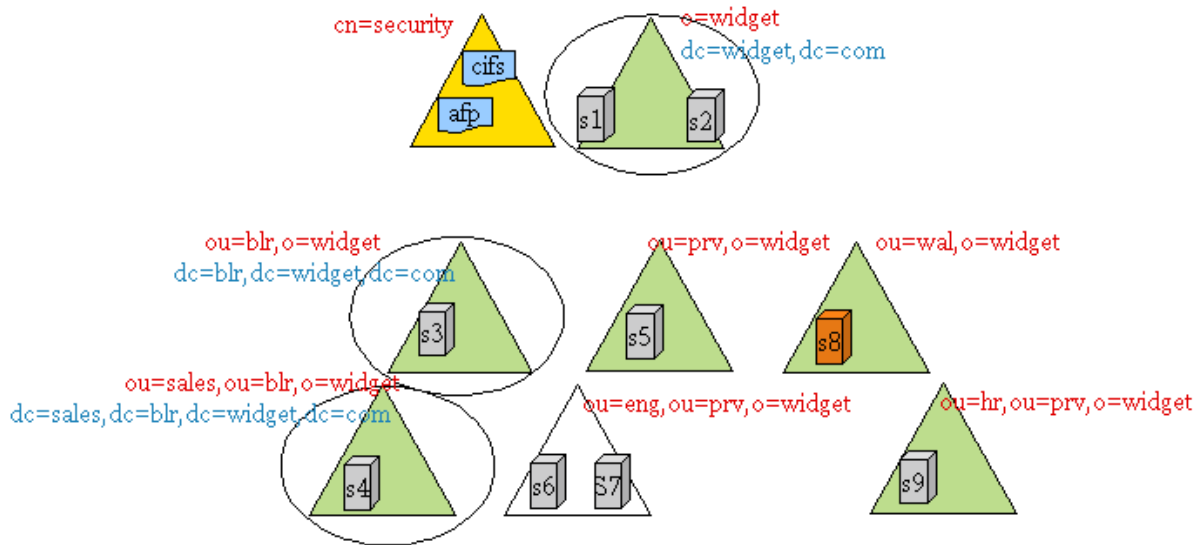 cn=security
o=widget
dc=widget,dc=com
cifs
afp
s1
s2
ou=blr,o=widget
dc=blr,dc=widget,dc=com
s3
ou=prv,o=widget
s5
ou=wal,o=widget
s8
ou=sales,ou=blr,o=widget
dc=sales,dc=blr,dc=widget,dc=com
s4
ou=eng,ou=prv,o=widget
s6
S7
ou=hr,ou=prv,o=widget
s9